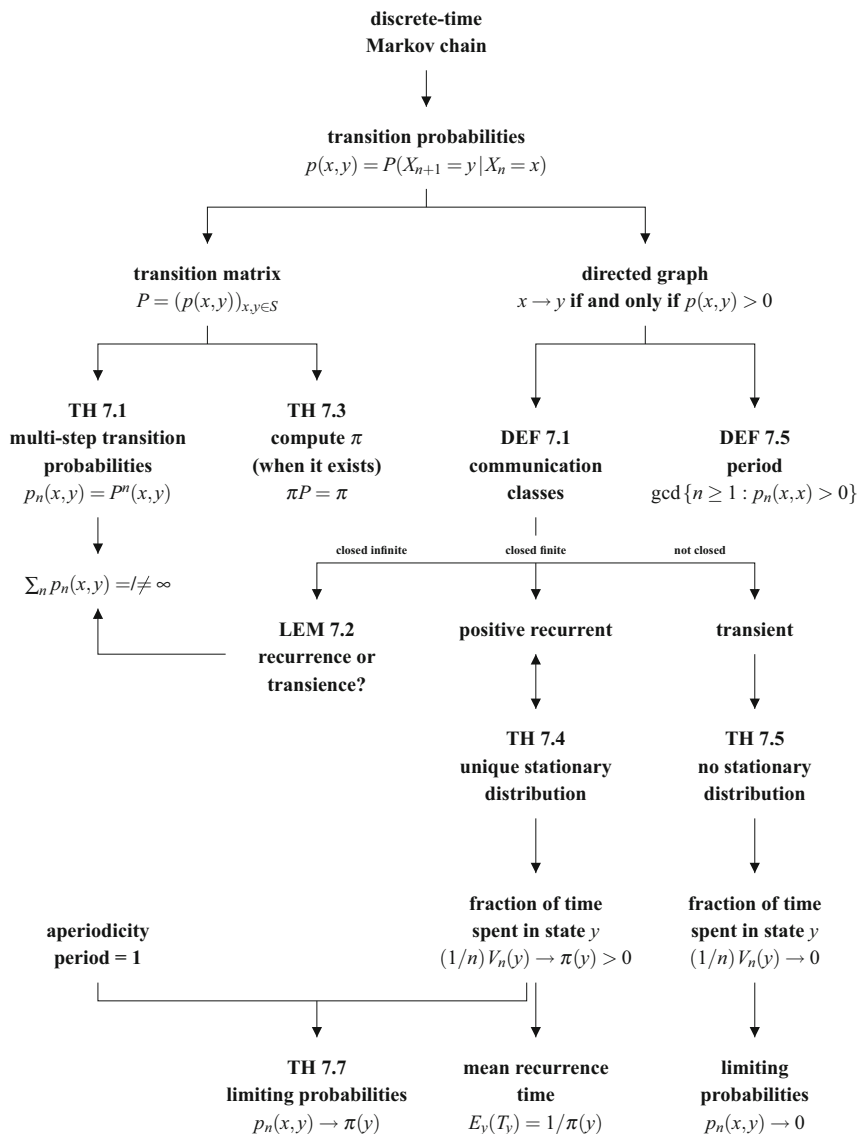 discrete-time
Markov chain
transition probabilities
p(x,y) = P(X_{n+1} = y | X_n = x)
transition matrix
P = (p(x,y))_{x,y∈S}
directed graph
x → y if and only if p(x,y) > 0
TH 7.1
multi-step transition
probabilities
p_n(x,y) = P^n(x,y)
TH 7.3
compute π
(when it exists)
πP = π
DEF 7.1
communication
classes
DEF 7.5
period
gcd{n ≥ 1 : p_n(x,x) > 0}
closed infinite
closed finite
not closed
∑_n p_n(x,y) =/≠ ∞
LEM 7.2
recurrence or
transience?
positive recurrent
transient
TH 7.4
unique stationary
distribution
TH 7.5
no stationary
distribution
aperiodicity
period = 1
fraction of time
spent in state y
(1/n) V_n(y) → π(y) > 0
fraction of time
spent in state y
(1/n) V_n(y) → 0
TH 7.7
limiting probabilities
p_n(x,y) → π(y)
mean recurrence
time
E_y(T_y) = 1/π(y)
limiting
probabilities
p_n(x,y) → 0